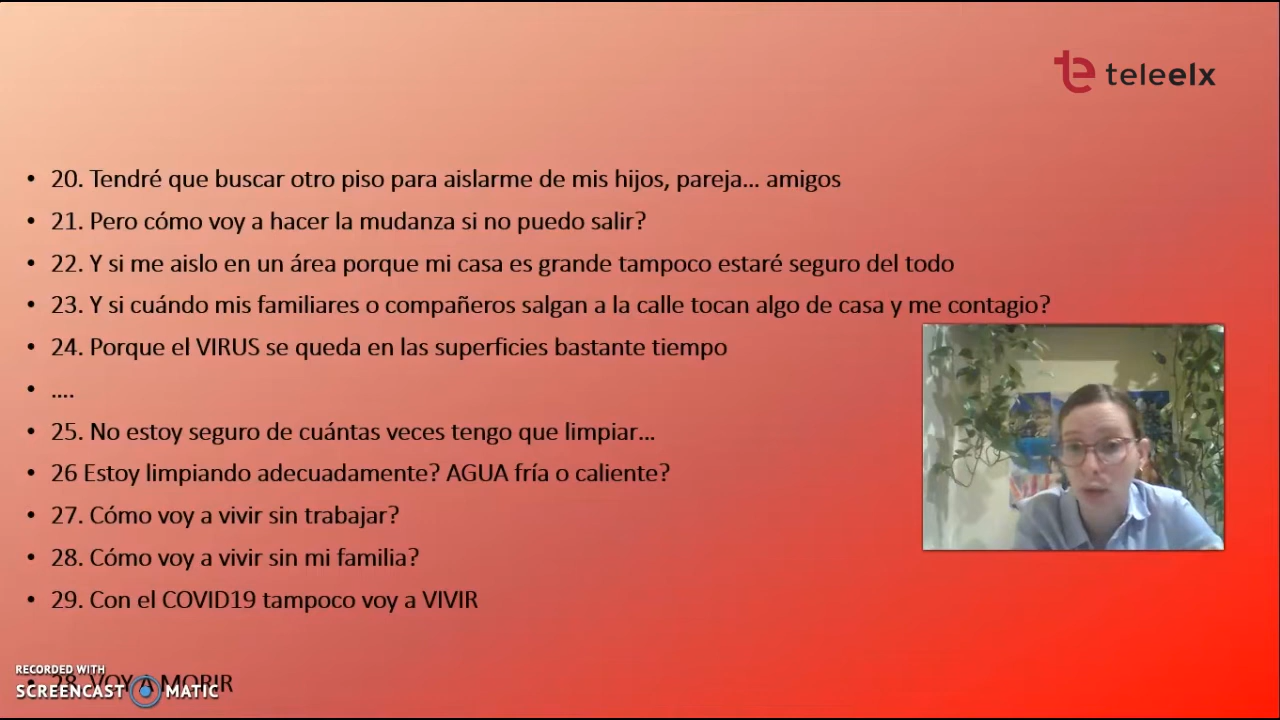 teleelx
• 20. Tendré que buscar otro piso para aislarme de mis hijos, pareja... amigos
• 21. Pero cómo voy a hacer la mudanza si no puedo salir?
• 22. Y si me aislo en un área porque mi casa es grande tampoco estaré seguro del todo
• 23. Y si cuándo mis familiares o compañeros salgan a la calle tocan algo de casa y me contagio?
• 24. Porque el VIRUS se queda en las superficies bastante tiempo
• ....
• 25. No estoy seguro de cuántas veces tengo que limpiar...
• 26 Estoy limpiando adecuadamente? AGUA fría o caliente?
• 27. Cómo voy a vivir sin trabajar?
• 28. Cómo voy a vivir sin mi familia?
• 29. Con el COVID19 tampoco voy a VIVIR
RECORDED WITH
• 28. VOY A MORIR
SCREENCAST MATIC